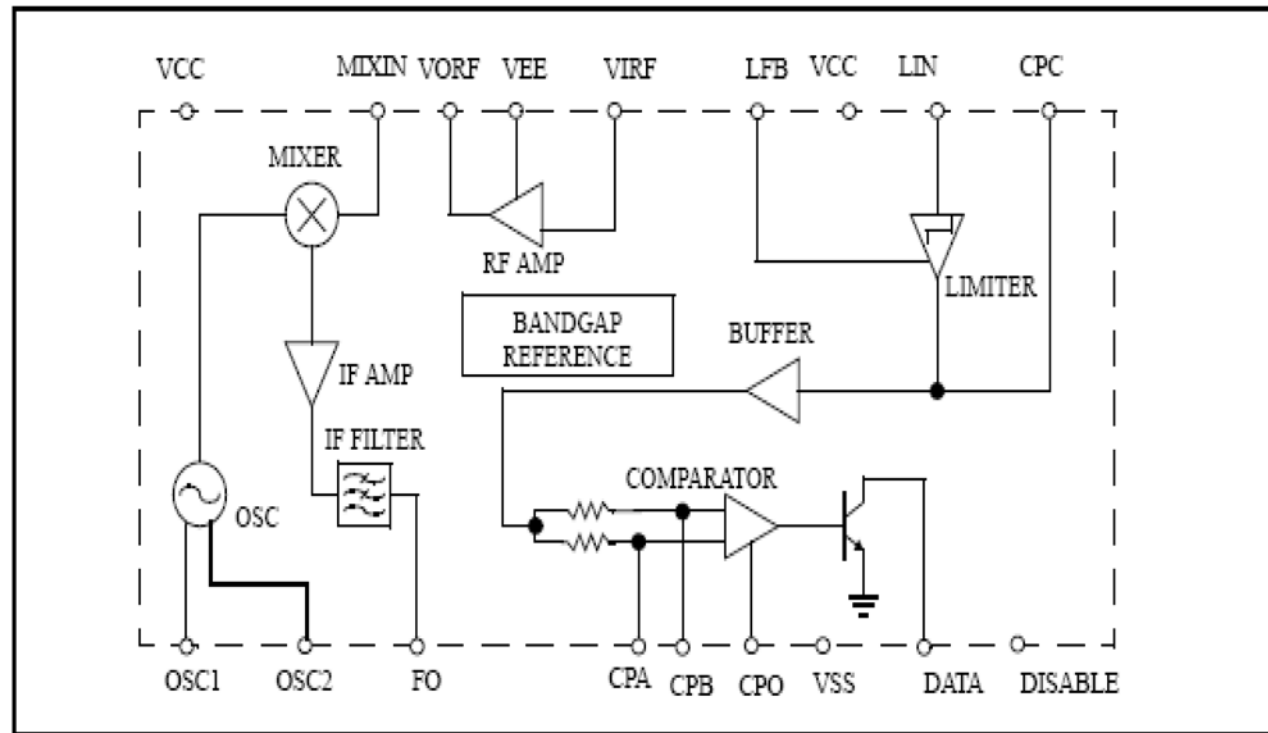 VCC MIXIN VORF VEE VIRF LFB VCC LIN CPC
MIXER
RF AMP
LIMITER
BANDGAP
REFERENCE
BUFFER
IF AMP
IF FILTER
COMPARATOR
OSC
OSC1 OSC2 FO CPA CPB CPO VSS DATA DISABLE